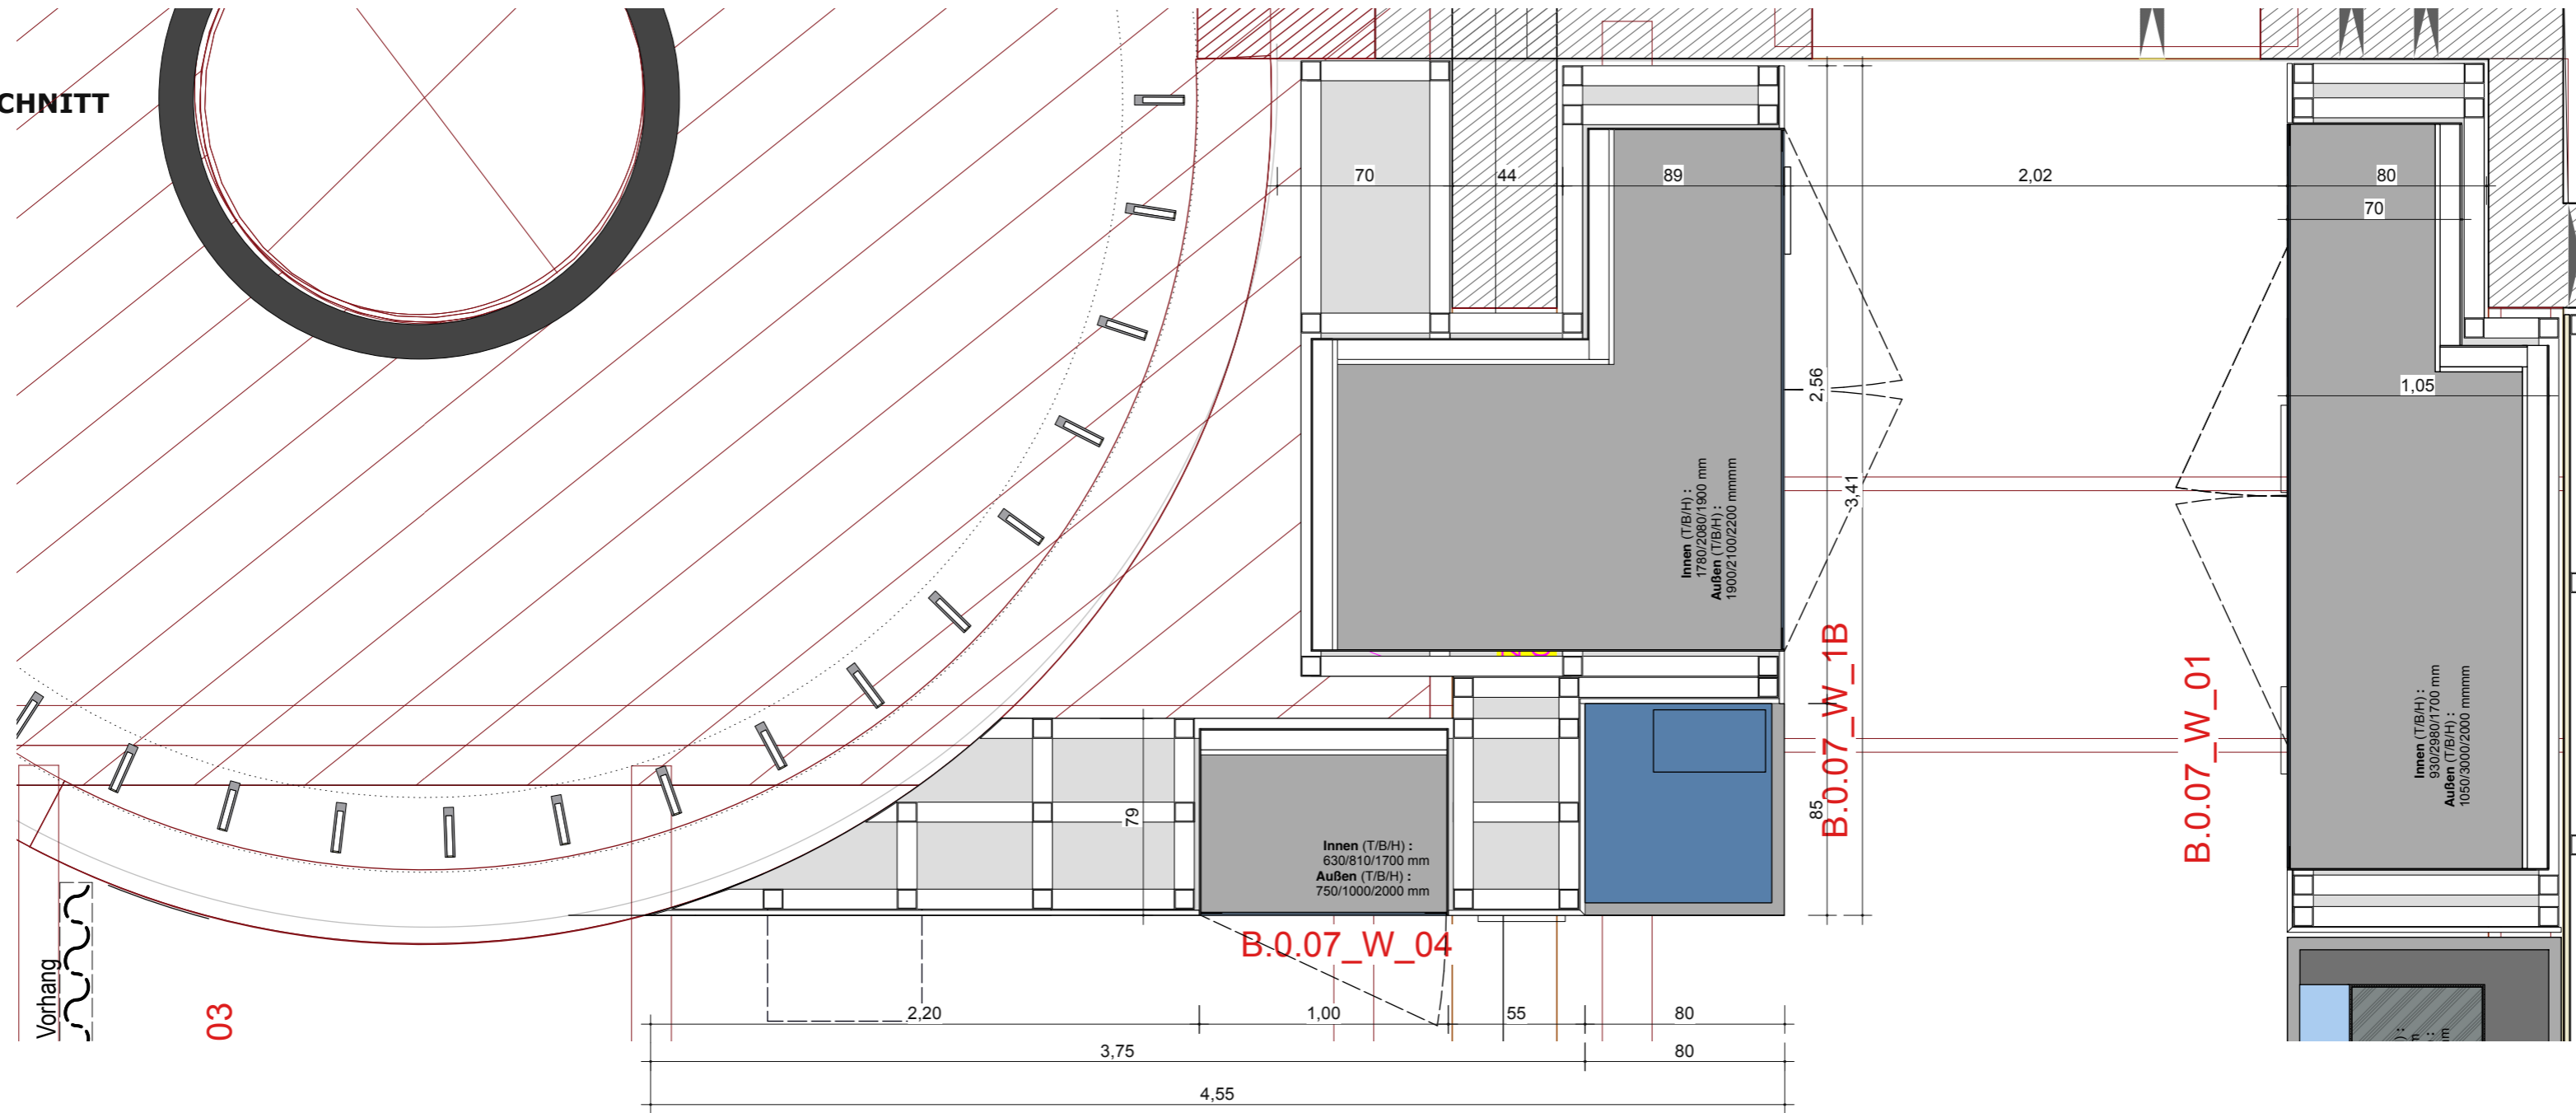 CHNITT
70
44
89
2,02
80
70
1,05
2,56
3,41
Innen (T/B/H) :
1780/2080/1900 mm
Außen (T/B/H) :
1900/2100/2200 mmmm
B.0.07_W_1B
B.0.07_W_01
Innen (T/B/H) :
930/2980/1700 mm
Außen (T/B/H) :
1050/3000/2000 mmmm
79
85
Innen (T/B/H) :
630/810/1700 mm
Außen (T/B/H) :
750/1000/2000 mm
B.0.07_W_04
Vorhang
03
2,20
1,00
55
80
3,75
80
4,55